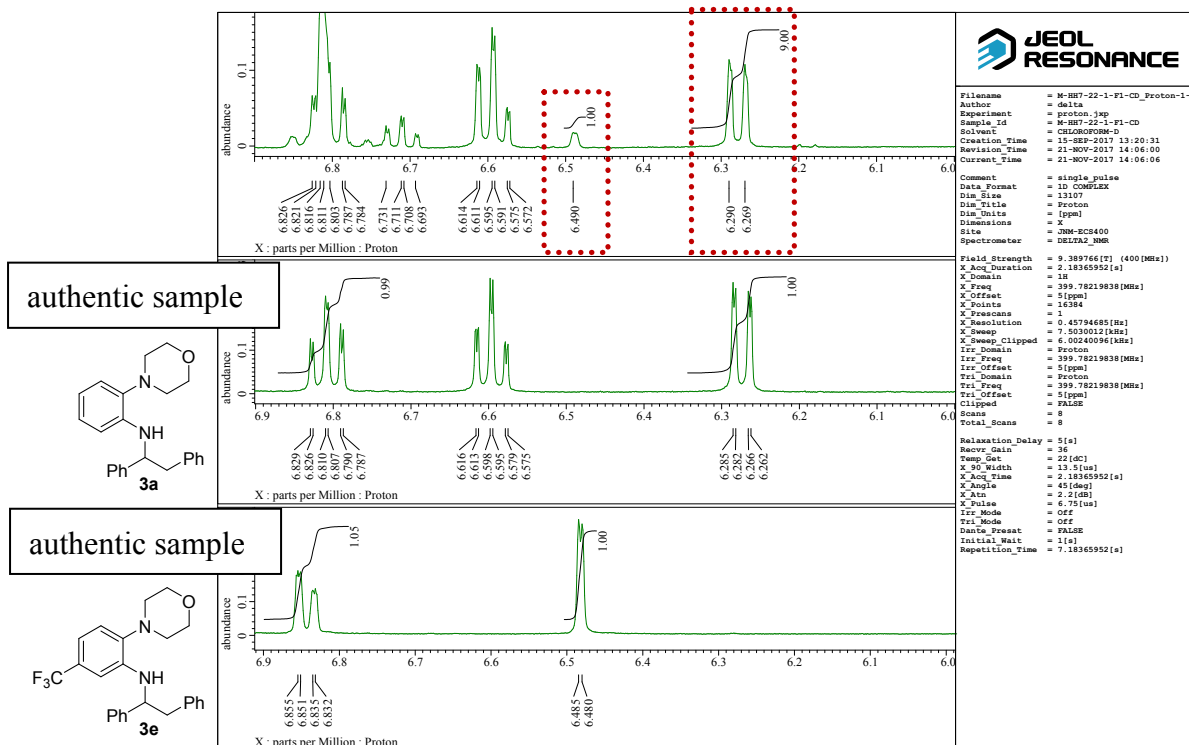 abundance
0.1
9.00
1.00
6.9
6.8
6.7
6.6
6.5
6.4
6.3
6.2
6.1
6.0
6.826
6.821
6.816
6.811
6.803
6.787
6.784
6.731
6.711
6.708
6.693
6.614
6.611
6.595
6.591
6.575
6.572
6.490
6.290
6.269
X : parts per Million : Proton
authentic sample
O
N
NH
Ph
Ph
3a
abundance
0.1
0.99
1.00
6.9
6.8
6.7
6.6
6.5
6.4
6.3
6.2
6.1
6.0
6.829
6.826
6.810
6.807
6.790
6.787
6.616
6.613
6.598
6.595
6.579
6.575
6.285
6.282
6.266
6.262
X : parts per Million : Proton
authentic sample
O
N
F3C
NH
Ph
Ph
3e
abundance
0.1
1.05
1.00
6.9
6.8
6.7
6.6
6.5
6.4
6.3
6.2
6.1
6.0
6.855
6.851
6.835
6.832
6.485
6.480
X : parts per Million : Proton
JEOL
RESONANCE
Filename = M-HH7-22-1-F1-CD_Proton-1-
Author = delta
Experiment = proton.jxp
Sample_Id = M-HH7-22-1-F1-CD
Solvent = CHLOROFORM-D
Creation_Time = 15-SEP-2017 13:20:31
Revision_Time = 21-NOV-2017 14:06:00
Current_Time = 21-NOV-2017 14:06:06
Comment = single_pulse
Data_Format = 1D COMPLEX
Dim_Size = 13107
Dim_Title = Proton
Dim_Units = [ppm]
Dimensions = X
Site = JNM-ECS400
Spectrometer = DELTA2_NMR
Field_Strength = 9.389766[T] (400[MHz])
X_Acq_Duration = 2.18365952[s]
X_Domain = 1H
X_Freq = 399.78219838[MHz]
X_Offset = 5[ppm]
X_Points = 16384
X_Prescans = 1
X_Resolution = 0.45794685[Hz]
X_Sweep = 7.5030012[kHz]
X_Sweep_Clipped = 6.00240096[kHz]
Irr_Domain = Proton
Irr_Freq = 399.78219838[MHz]
Irr_Offset = 5[ppm]
Tri_Domain = Proton
Tri_Freq = 399.78219838[MHz]
Tri_Offset = 5[ppm]
Clipped = FALSE
Scans = 8
Total_Scans = 8
Relaxation_Delay = 5[s]
Recvr_Gain = 36
Temp_Get = 22[dC]
X_90_Width = 13.5[us]
X_Acq_Time = 2.18365952[s]
X_Angle = 45[deg]
X_Atn = 2.2[dB]
X_Pulse = 6.75[us]
Irr_Mode = Off
Tri_Mode = Off
Dante_Presat = FALSE
Initial_Wait = 1[s]
Repetition_Time = 7.18365952[s]